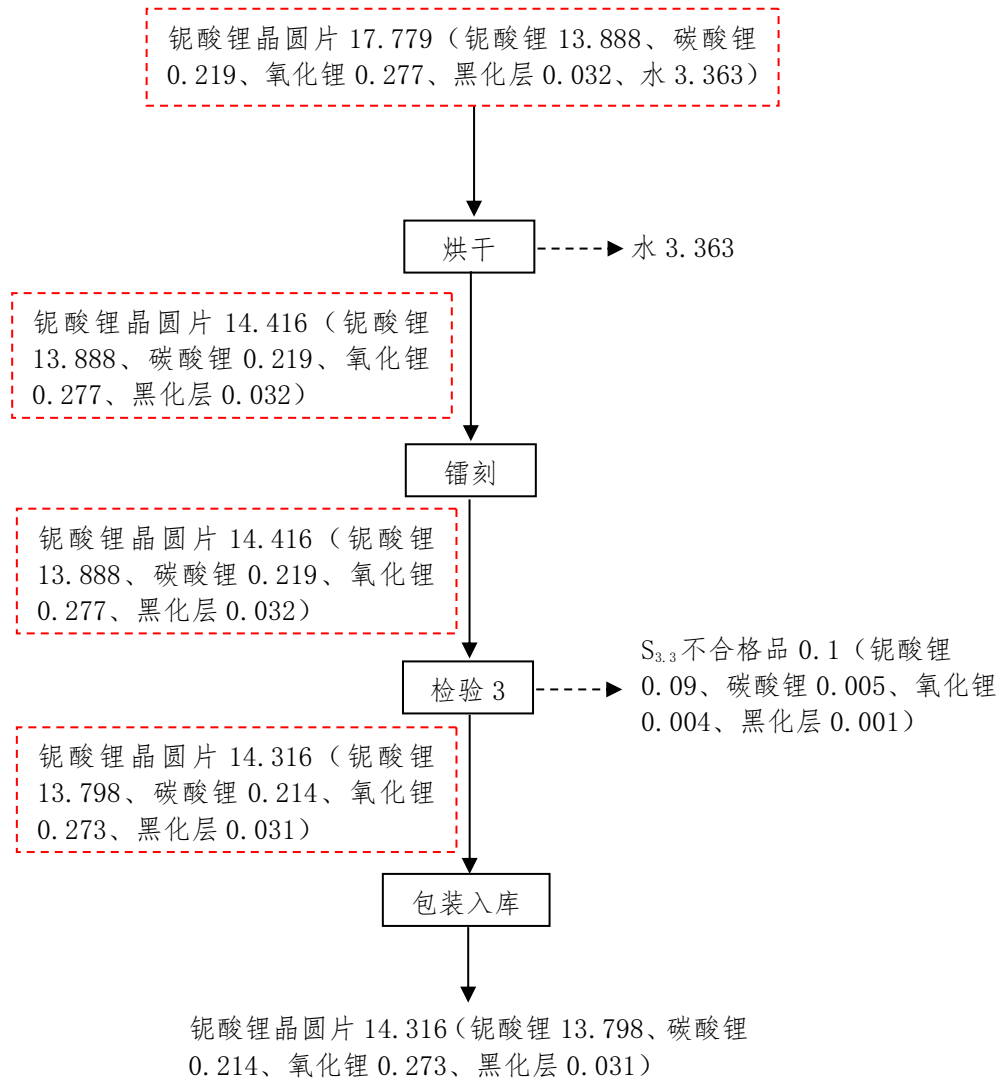 铌酸锂晶圆片 17.779（铌酸锂 13.888、碳酸锂
0.219、氧化锂 0.277、黑化层 0.032、水 3.363）
烘干
水 3.363
铌酸锂晶圆片 14.416（铌酸锂
13.888、碳酸锂 0.219、氧化锂
0.277、黑化层 0.032）
镭刻
铌酸锂晶圆片 14.416（铌酸锂
13.888、碳酸锂 0.219、氧化锂
0.277、黑化层 0.032）
检验 3
S3.3不合格品 0.1（铌酸锂
0.09、碳酸锂 0.005、氧化锂
0.004、黑化层 0.001）
铌酸锂晶圆片 14.316（铌酸锂
13.798、碳酸锂 0.214、氧化锂
0.273、黑化层 0.031）
包装入库
铌酸锂晶圆片 14.316（铌酸锂 13.798、碳酸锂
0.214、氧化锂 0.273、黑化层 0.031）